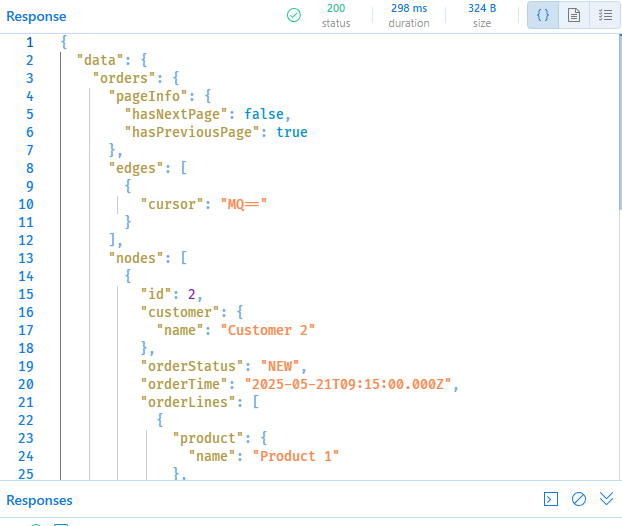 Response
200
status
298 ms
duration
324 B
size
{ }
1 {
2 "data": {
3 "orders": {
4 "pageInfo": {
5 "hasNextPage": false,
6 "hasPreviousPage": true
7 },
8 "edges": [
9 {
10 "cursor": "MQ=="
11 }
12 ],
13 "nodes": [
14 {
15 "id": 2,
16 "customer": {
17 "name": "Customer 2"
18 },
19 "orderStatus": "NEW",
20 "orderTime": "2025-05-21T09:15:00.000Z",
21 "orderLines": [
22 {
23 "product": {
24 "name": "Product 1"
25 },
Responses